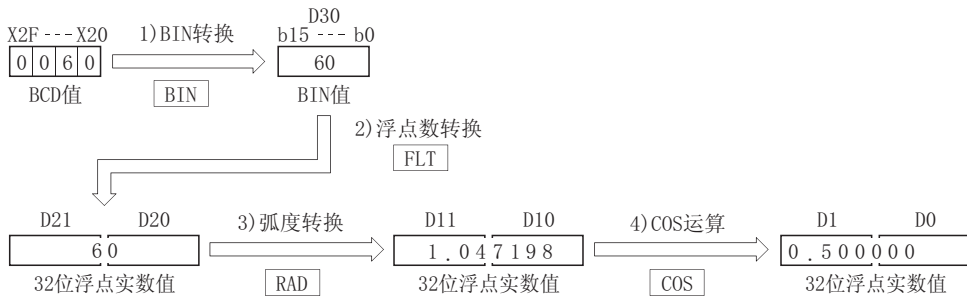 X2F---X20 1)BIN转换 D30
b15 --- b0
0 0 6 0 60
BCD值 BIN BIN值
2)浮点数转换
FLT
D21 D20 3)弧度转换 D11 D10 4)COS运算 D1 D0
60 1.047198 0.500000
32位浮点实数值 RAD 32位浮点实数值 COS 32位浮点实数值